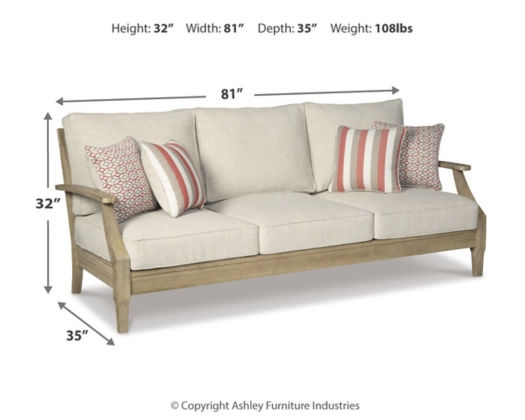 Height: 32” Width: 81” Depth: 35” Weight: 108lbs
81”
32”
35”
© Copyright Ashley Furniture Industries